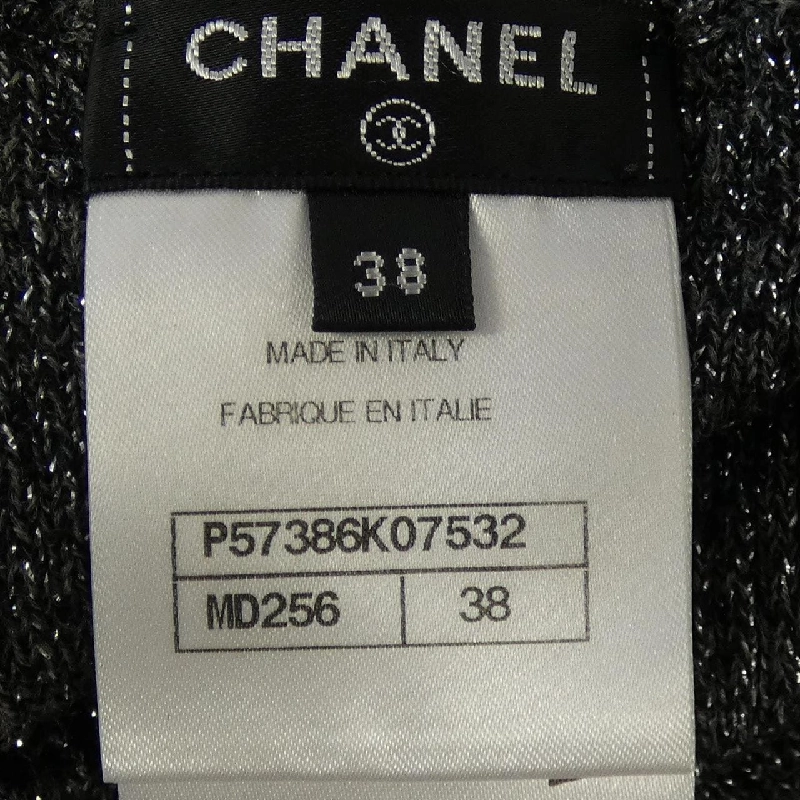 CHANEL
38
MADE IN ITALY
FABRIQUE EN ITALIE
P57386K07532
MD256 38